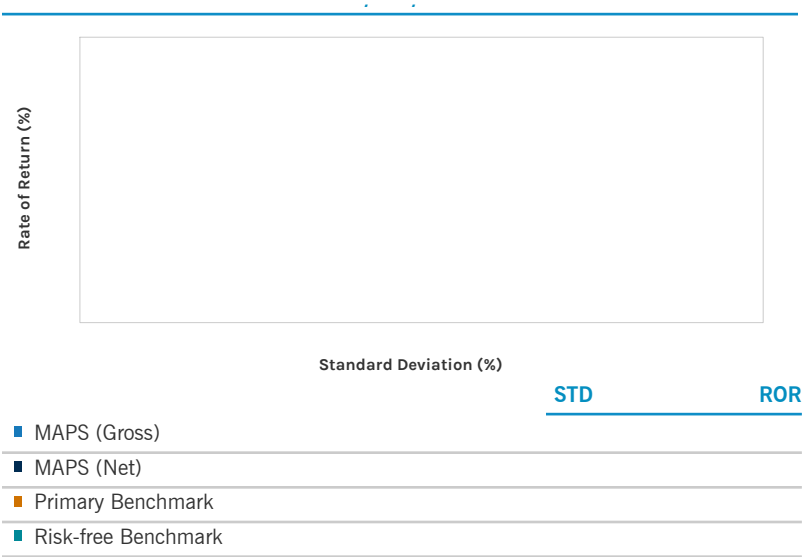 Rate of Return (%)
Standard Deviation (%)
STD ROR
MAPS (Gross)
MAPS (Net)
Primary Benchmark
Risk-free Benchmark